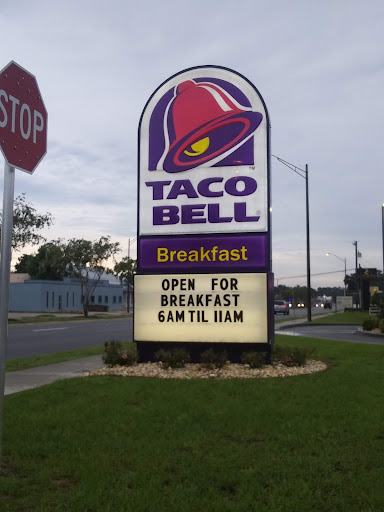 STOP
TACO
BELL
Breakfast
OPEN FOR
BREAKFAST
6AM TIL 11AM